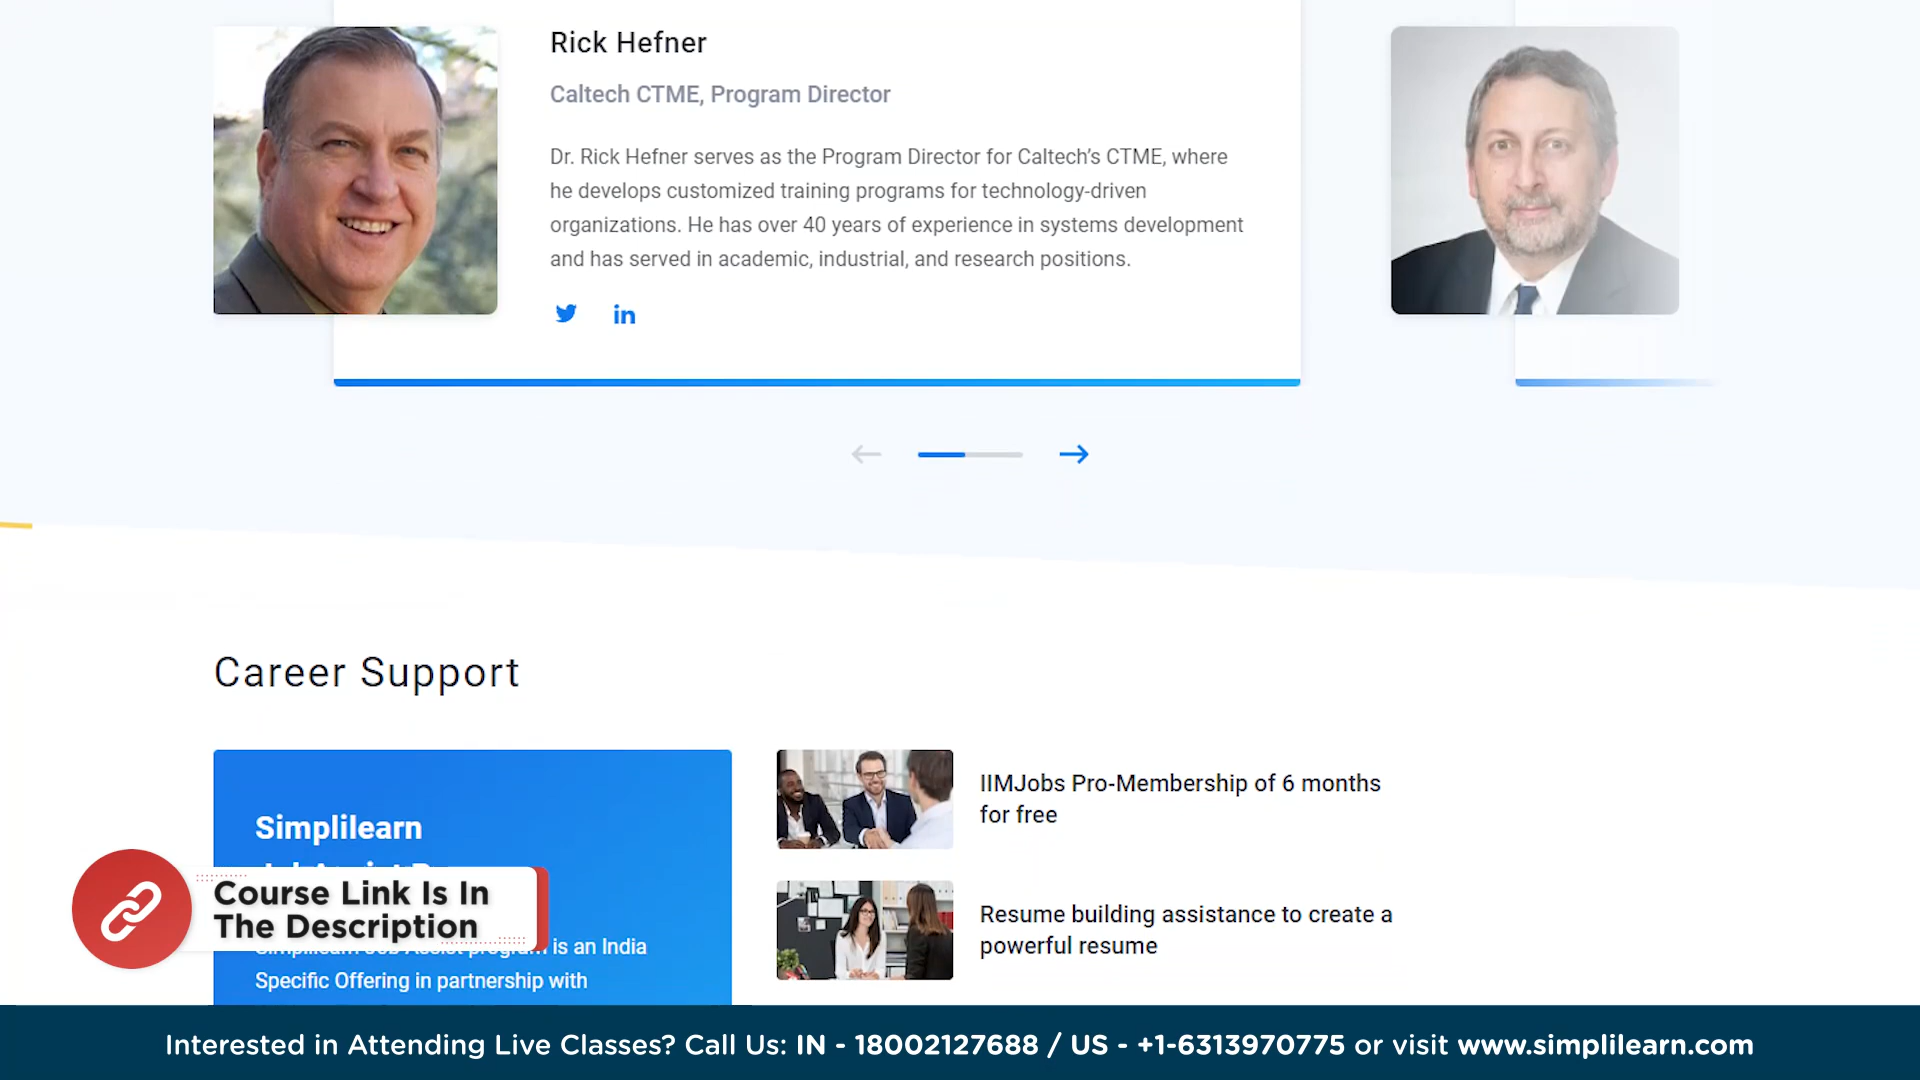 Rick Hefner
Caltech CTME, Program Director
Dr. Rick Hefner serves as the Program Director for Caltech’s CTME, where
he develops customized training programs for technology-driven
organizations. He has over 40 years of experience in systems development
and has served in academic, industrial, and research positions.
Career Support
Simplilearn
IIMJobs Pro-Membership of 6 months
for free
Course Link Is In
The Description
Simplilearn Job Assist program is an India
Specific Offering in partnership with
Resume building assistance to create a
powerful resume
Interested in Attending Live Classes? Call Us: IN - 18002127688 / US - +1-6313970775 or visit www.simplilearn.com